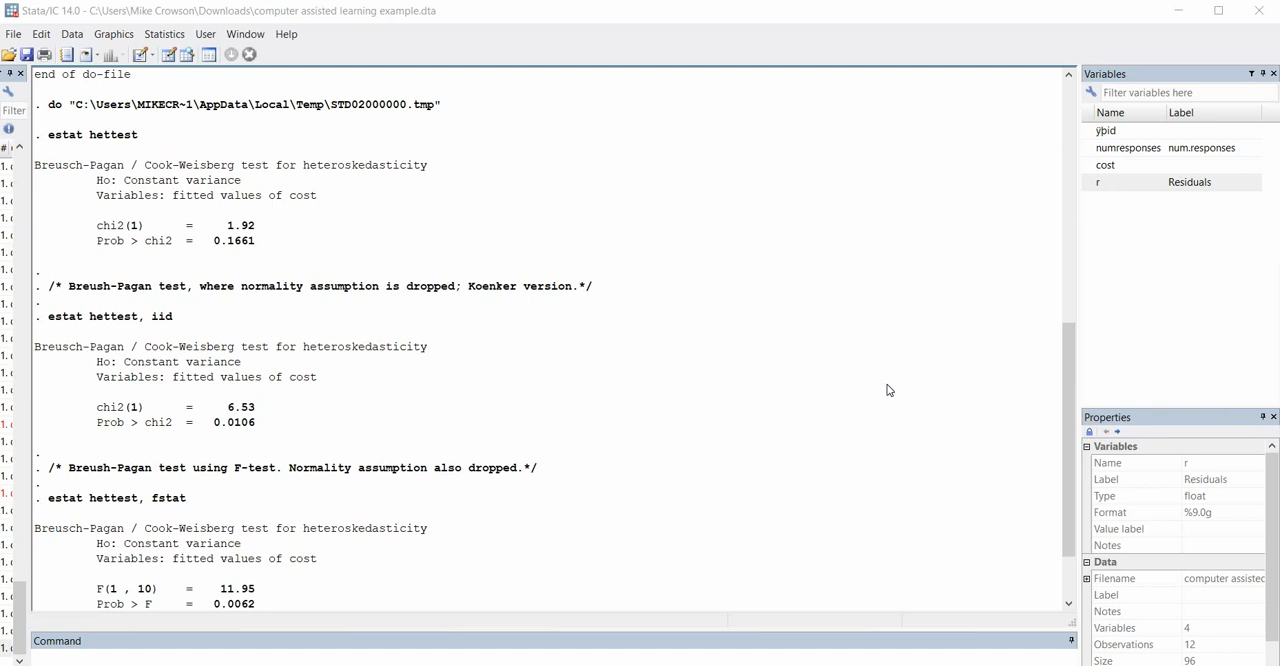 Stata/IC 14.0 - C:\Users\Mike Crowson\Downloads\computer assisted learning example.dta
File Edit Data Graphics Statistics User Window Help
end of do-file
. do "C:\Users\MIKECR~1\AppData\Local\Temp\STD02000000.tmp"
. estat hettest
Breusch-Pagan / Cook-Weisberg test for heteroskedasticity
Ho: Constant variance
Variables: fitted values of cost
chi2(1) = 1.92
Prob > chi2 = 0.1661
.
. /* Breush-Pagan test, where normality assumption is dropped; Koenker version.*/
.
. estat hettest, iid
Breusch-Pagan / Cook-Weisberg test for heteroskedasticity
Ho: Constant variance
Variables: fitted values of cost
chi2(1) = 6.53
Prob > chi2 = 0.0106
.
. /* Breush-Pagan test using F-test. Normality assumption also dropped.*/
.
. estat hettest, fstat
Breusch-Pagan / Cook-Weisberg test for heteroskedasticity
Ho: Constant variance
Variables: fitted values of cost
F(1 , 10) = 11.95
Prob > F = 0.0062
Command
Filter
#
Variables
Filter variables here
Name Label
ÿþid
numresponses num.responses
cost
r Residuals
Properties
Variables
Name r
Label Residuals
Type float
Format %9.0g
Value label
Notes
Data
Filename computer assisted
Label
Notes
Variables 4
Observations 12
Size 96